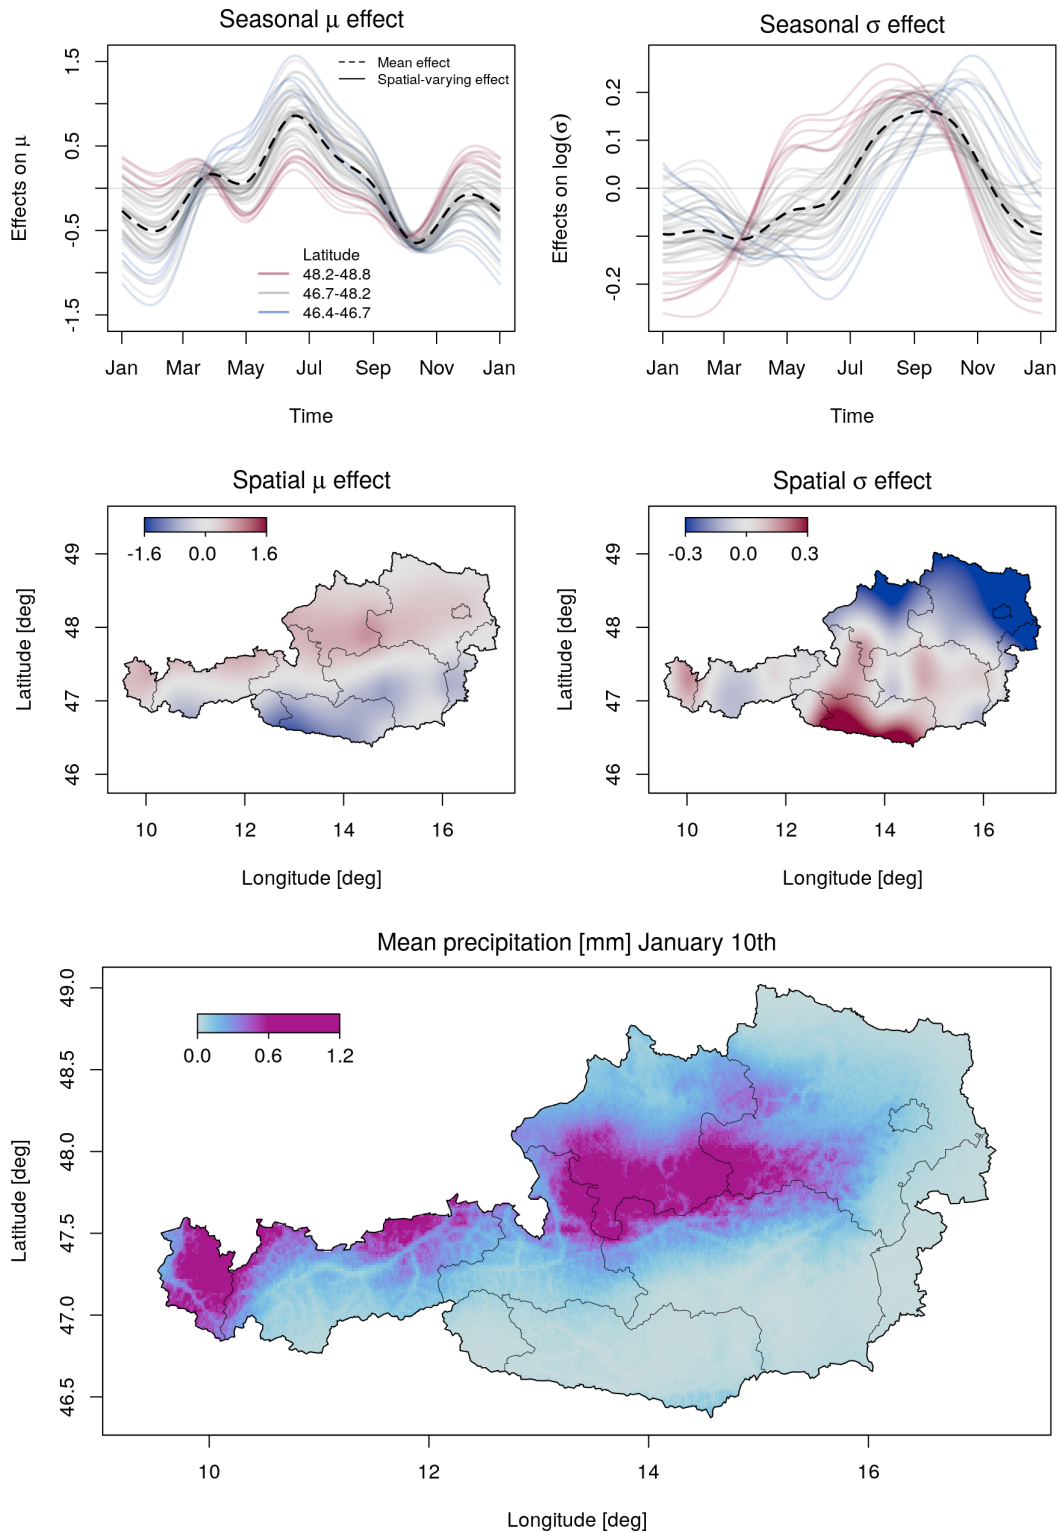 Seasonal μ effect
Effects on μ
1.5
0.5
-0.5
-1.5
Mean effect
Spatial-varying effect
Latitude
48.2-48.8
46.7-48.2
46.4-46.7
Jan Mar May Jul Sep Nov Jan
Time
Seasonal σ effect
Effects on log(σ)
0.2
0.1
0.0
-0.2
Jan Mar May Jul Sep Nov Jan
Time
Spatial μ effect
-1.6 0.0 1.6
Latitude [deg]
49
48
47
46
10 12 14 16
Longitude [deg]
Spatial σ effect
-0.3 0.0 0.3
Latitude [deg]
49
48
47
46
10 12 14 16
Longitude [deg]
Mean precipitation [mm] January 10th
0.0 0.6 1.2
Latitude [deg]
49.0
48.5
48.0
47.5
47.0
46.5
10 12 14 16
Longitude [deg]